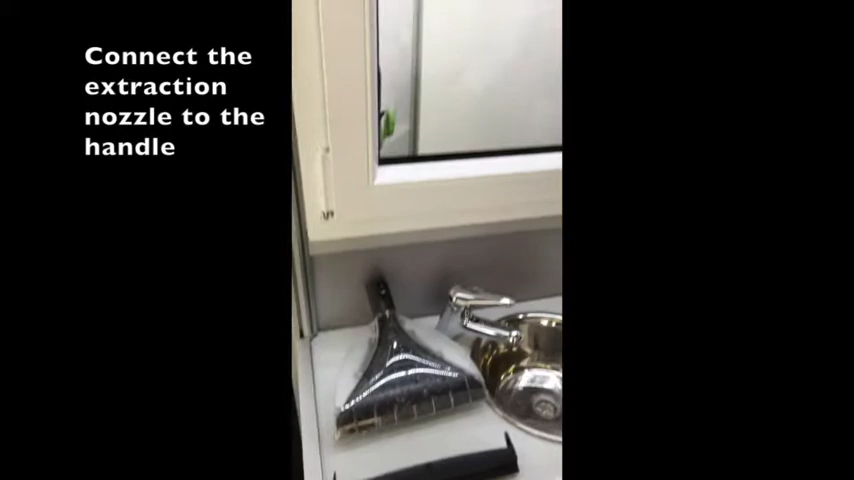 Connect the
extraction
nozzle to the
handle